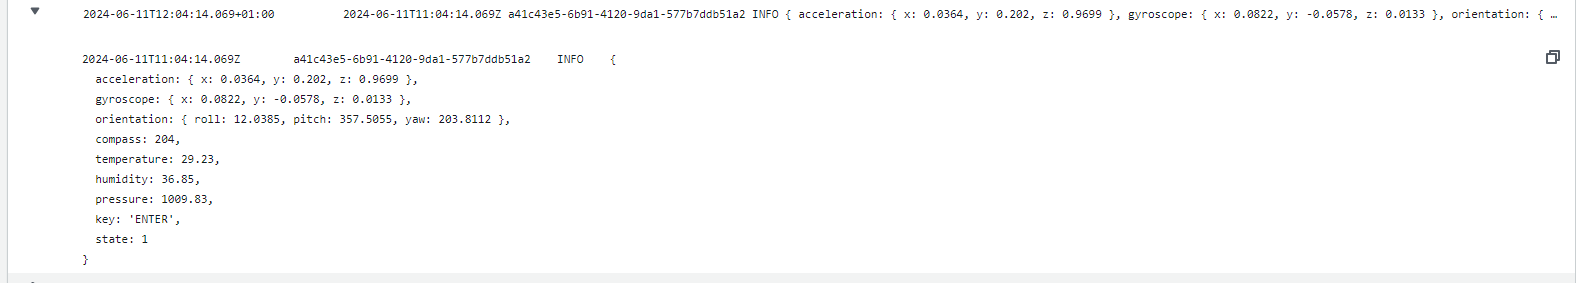 2024-06-11T12:04:14.069+01:00 2024-06-11T11:04:14.069Z a41c43e5-6b91-4120-9da1-577b7ddb51a2 INFO { acceleration: { x: 0.0364, y: 0.202, z: 0.9699 }, gyroscope: { x: 0.0822, y: -0.0578, z: 0.0133 }, orientation: { …
2024-06-11T11:04:14.069Z a41c43e5-6b91-4120-9da1-577b7ddb51a2 INFO {
acceleration: { x: 0.0364, y: 0.202, z: 0.9699 },
gyroscope: { x: 0.0822, y: -0.0578, z: 0.0133 },
orientation: { roll: 12.0385, pitch: 357.5055, yaw: 203.8112 },
compass: 204,
temperature: 29.23,
humidity: 36.85,
pressure: 1009.83,
key: 'ENTER',
state: 1
}